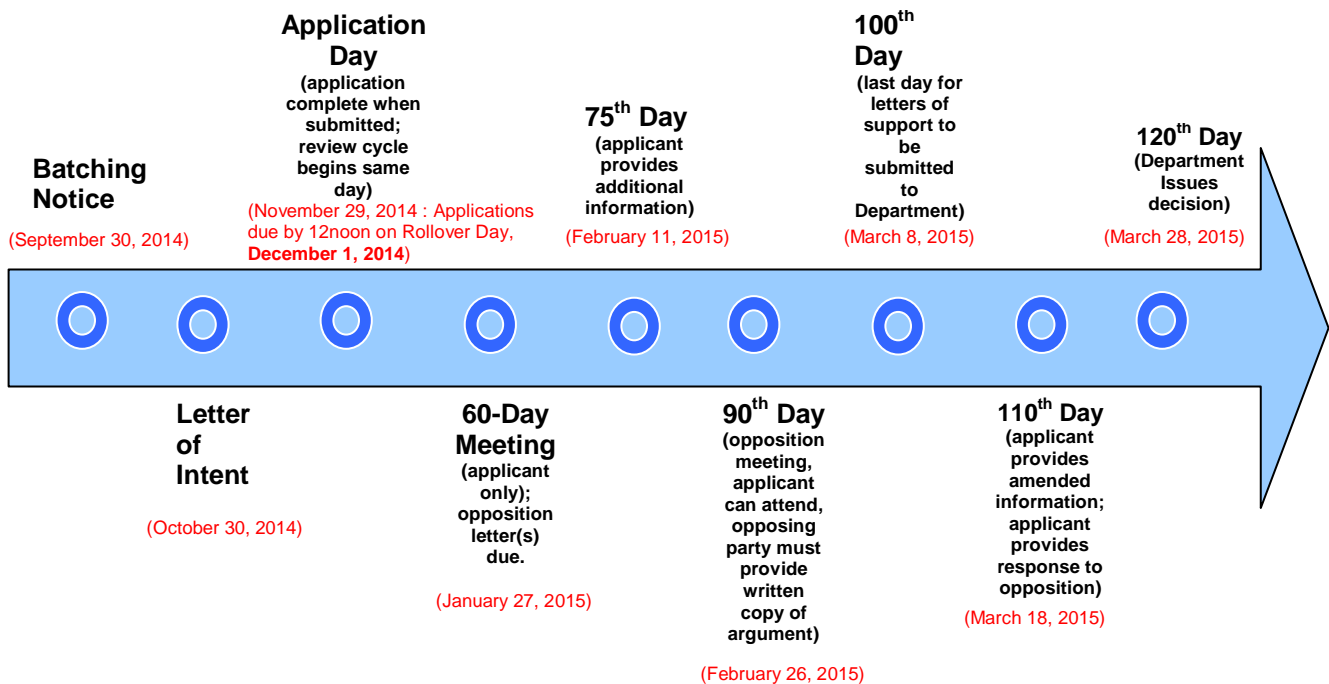 Batching
Notice
(September 30, 2014)
Letter
of
Intent
(October 30, 2014)
Application
Day
(application
complete when
submitted;
review cycle
begins same
day)
(November 29, 2014 : Applications
due by 12noon on Rollover Day,
December 1, 2014)
60-Day
Meeting
(applicant
only);
opposition
letter(s)
due.
(January 27, 2015)
75th Day
(applicant
provides
additional
information)
(February 11, 2015)
90th Day
(opposition
meeting,
applicant
can attend,
opposing
party must
provide
written
copy of
argument)
(February 26, 2015)
100th
Day
(last day for
letters of
support to
be
submitted
to
Department)
(March 8, 2015)
110th Day
(applicant
provides
amended
information;
applicant
provides
response to
opposition)
(March 18, 2015)
120th Day
(Department
Issues
decision)
(March 28, 2015)